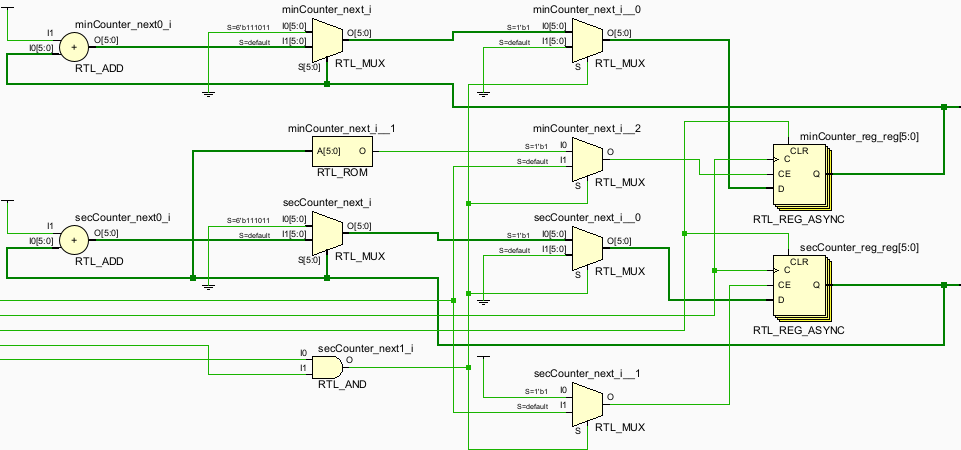 minCounter_next0_i
I1
I0[5:0]
+
O[5:0]
RTL_ADD
minCounter_next_i
S=6'b111011
I0[5:0]
S=default
I1[5:0]
O[5:0]
S[5:0]
RTL_MUX
minCounter_next_i__0
S=1'b1
I0[5:0]
S=default
I1[5:0]
O[5:0]
S
RTL_MUX
minCounter_next_i__1
A[5:0]
O
RTL_ROM
minCounter_next_i__2
S=1'b1
I0
S=default
I1
O
S
RTL_MUX
minCounter_reg_reg[5:0]
CLR
C
CE
Q
D
RTL_REG_ASYNC
secCounter_next0_i
I1
I0[5:0]
+
O[5:0]
RTL_ADD
secCounter_next_i
S=6'b111011
I0[5:0]
S=default
I1[5:0]
O[5:0]
S[5:0]
RTL_MUX
secCounter_next_i__0
S=1'b1
I0[5:0]
S=default
I1[5:0]
O[5:0]
S
RTL_MUX
secCounter_reg_reg[5:0]
CLR
C
CE
Q
D
RTL_REG_ASYNC
secCounter_next1_i
I0
I1
O
RTL_AND
secCounter_next_i__1
S=1'b1
I0
S=default
I1
O
S
RTL_MUX